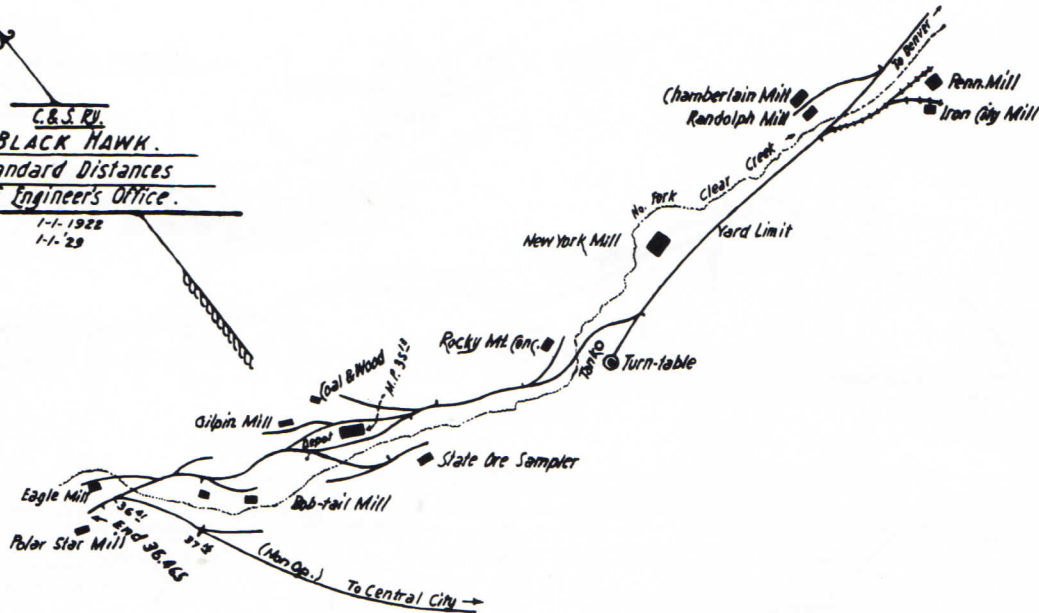 C.&S. RY.
BLACK HAWK.
andard Distances
Engineer's Office.
1-1-1922
1-1-'29
To Denver
Chamberlain Mill
Randolph Mill
Penn. Mill
Iron City Mill
No. Fork Clear Creek
New York Mill
Yard Limit
Rocky Mt. Conc.
Tank
Turn-table
Coal & Wood
M.P. 35
Gilpin Mill
Depot
State Ore Sampler
Eagle Mill
Bob-tail Mill
36
End 36.465
Polar Star Mill
37
(Non Op.)
To Central City